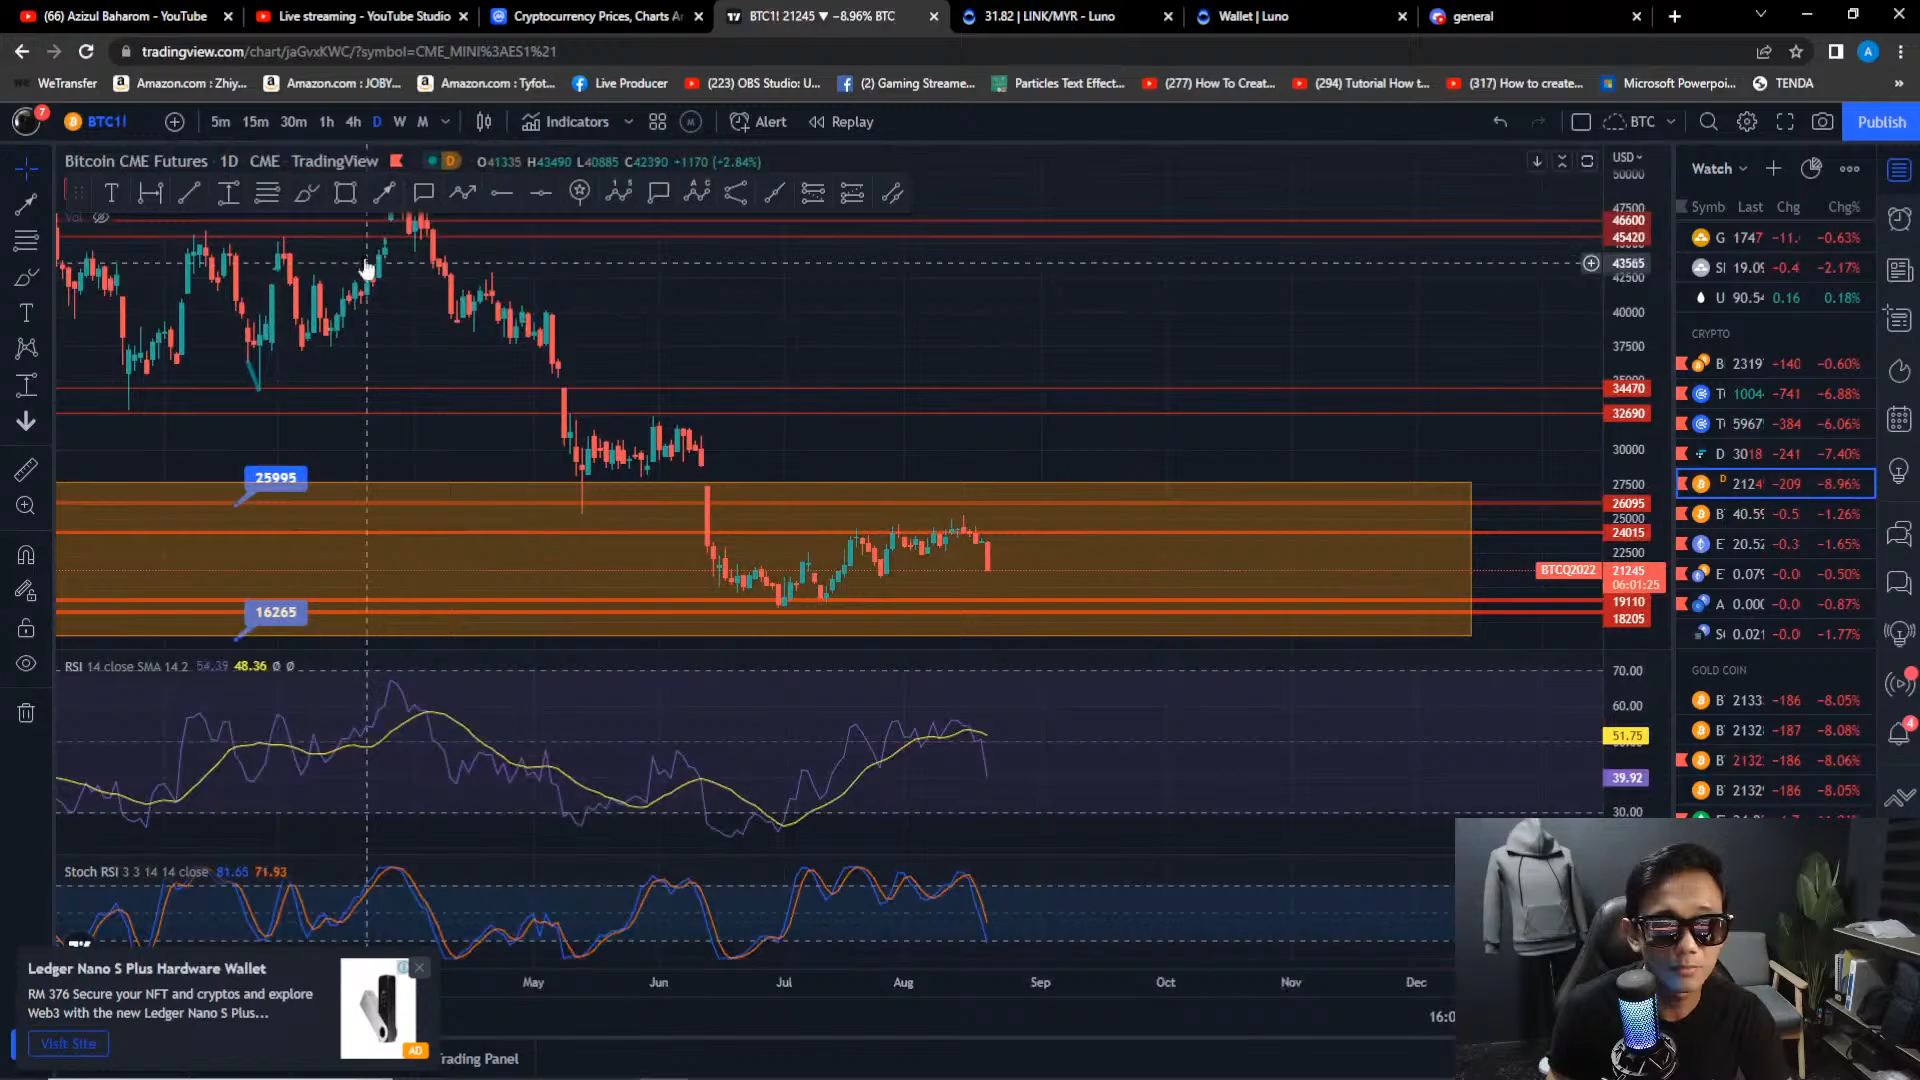 (66) Azizul Baharom - YouTube
Live streaming - YouTube Studio
Cryptocurrency Prices, Charts A
BTC1! 21245 ▼ −8.96% BTC
31.82 | LINK/MYR - Luno
Wallet | Luno
general
tradingview.com/chart/jaGvxKWC/?symbol=CME_MINI%3AES1%21
A
WeTransfer
Amazon.com : Zhiy...
Amazon.com: JOBY...
Amazon.com : Tyfot...
Live Producer
(223) OBS Studio: U...
(2) Gaming Streame...
Particles Text Effect...
(277) How To Creat...
(294) Tutorial How t...
(317) How to create...
Microsoft Powerpoi...
TENDA
7
BTC1!
5m 15m 30m 1h 4h D W M
Indicators
Alert
Replay
BTC
Publish
Bitcoin CME Futures · 1D · CME · TradingView
D
O41335 H43490 L40885 C42390 +1170 (+2.84%)
Vol
USD
50000
47500
46600
45420
43565
42500
40000
37500
34470
32690
30000
27500
26095
25000
24015
22500
BTCQ2022 21245
06:01:25
19110
18205
25995
16265
RSI 14 close SMA 14 2 54.39 48.36 Ø Ø
70.00
60.00
51.75
39.92
30.00
Stoch RSI 3 3 14 14 close 81.65 71.93
May Jun Jul Aug Sep Oct Nov Dec
16:0
Trading Panel
Ledger Nano S Plus Hardware Wallet
RM 376 Secure your NFT and cryptos and explore
Web3 with the new Ledger Nano S Plus...
Visit Site
AD
Watch
Symb Last Chg Chg%
G 1747 −11. −0.63%
SI 19.09 −0.4 −2.17%
U 90.54 0.16 0.18%
CRYPTO
B 2319 −140 −0.60%
T 1004 −741 −6.88%
T 5967 −384 −6.06%
D 3018 −241 −7.40%
D 2124 −209 −8.96%
B 40.59 −0.5 −1.26%
E 20.52 −0.3 −1.65%
E 0.079 −0.0 −0.50%
A 0.000 −0.0 −0.87%
S 0.021 −0.0 −1.77%
GOLD COIN
B 2133 −186 −8.05%
B 2132 −187 −8.08%
B 2132 −186 −8.06%
B 2132 −186 −8.05%
4